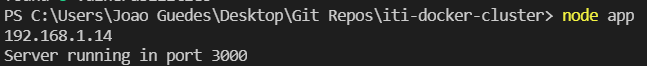 PS C:\Users\Joao Guedes\Desktop\Git Repos\iti-docker-cluster> node app
192.168.1.14
Server running in port 3000